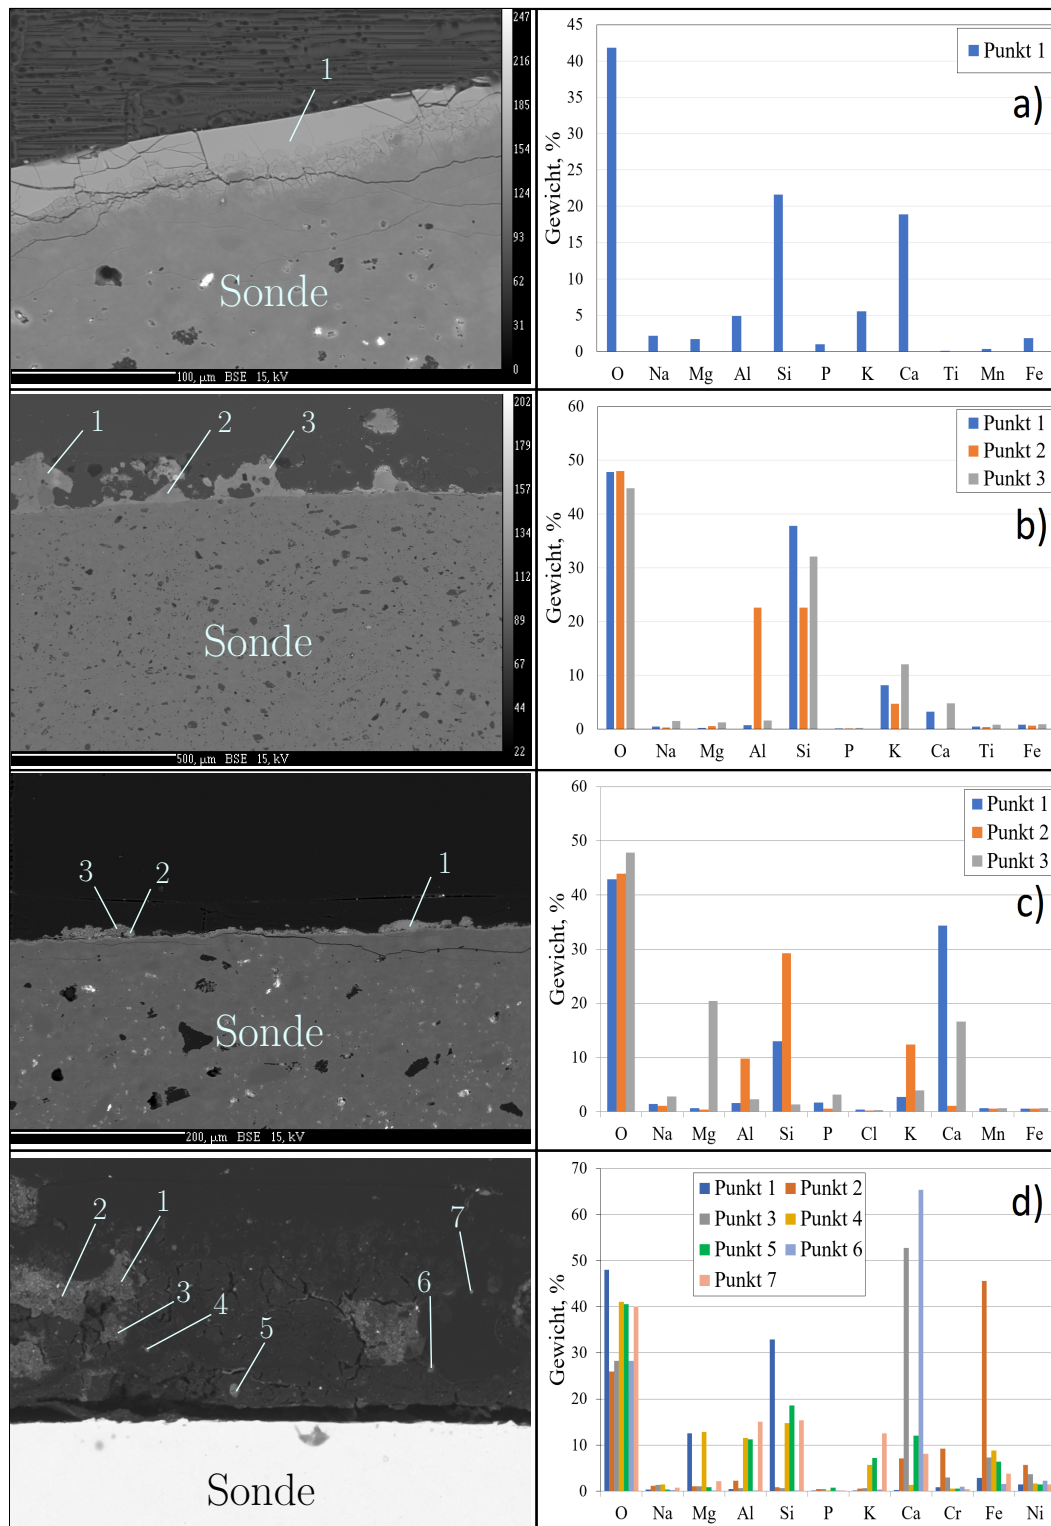 247
216
185
154
124
93
62
31
0
1
Sonde
100, µm BSE 15, kV
45
40
35
30
25
20
15
10
5
0
Gewicht, %
Punkt 1
a)
O Na Mg Al Si P K Ca Ti Mn Fe
202
179
157
134
112
89
67
44
22
1 2 3
Sonde
500, µm BSE 15, kV
60
50
40
30
20
10
0
Gewicht, %
Punkt 1
Punkt 2
Punkt 3
b)
O Na Mg Al Si P K Ca Ti Fe
3 2 1
Sonde
200, µm BSE 15, kV
60
50
40
30
20
10
0
Gewicht, %
Punkt 1
Punkt 2
Punkt 3
c)
O Na Mg Al Si P Cl K Ca Mn Fe
2 1 7
3 4 6
5
Sonde
70
60
50
40
30
20
10
0
Gewicht, %
Punkt 1 Punkt 2
Punkt 3 Punkt 4
Punkt 5 Punkt 6
Punkt 7
d)
O Na Mg Al Si P K Ca Cr Fe Ni